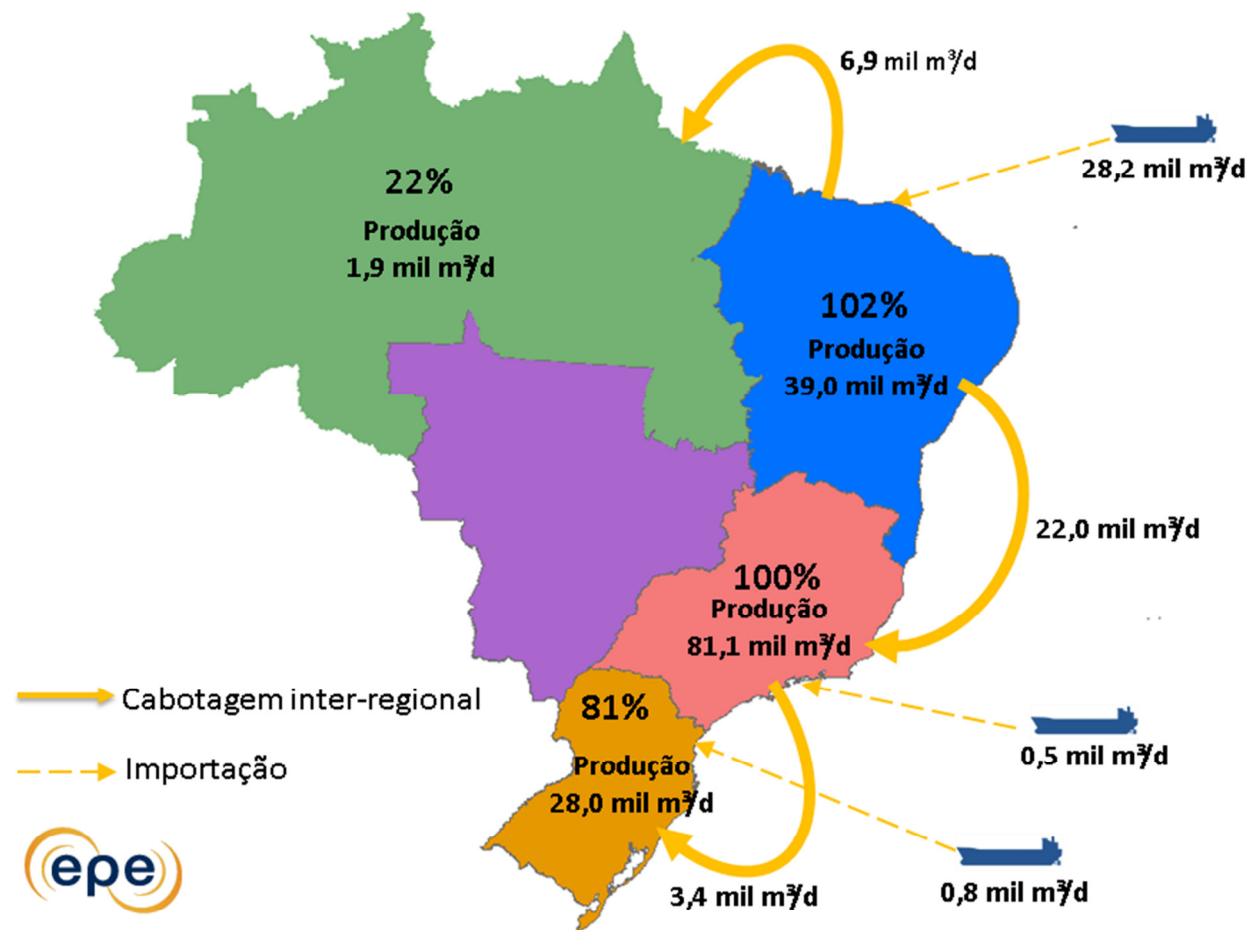 6,9 mil m³/d
28,2 mil m³/d
22%
Produção
1,9 mil m³/d
102%
Produção
39,0 mil m³/d
22,0 mil m³/d
100%
Produção
81,1 mil m³/d
Cabotagem inter-regional
81%
0,5 mil m³/d
Importação
Produção
28,0 mil m³/d
epe
3,4 mil m³/d
0,8 mil m³/d